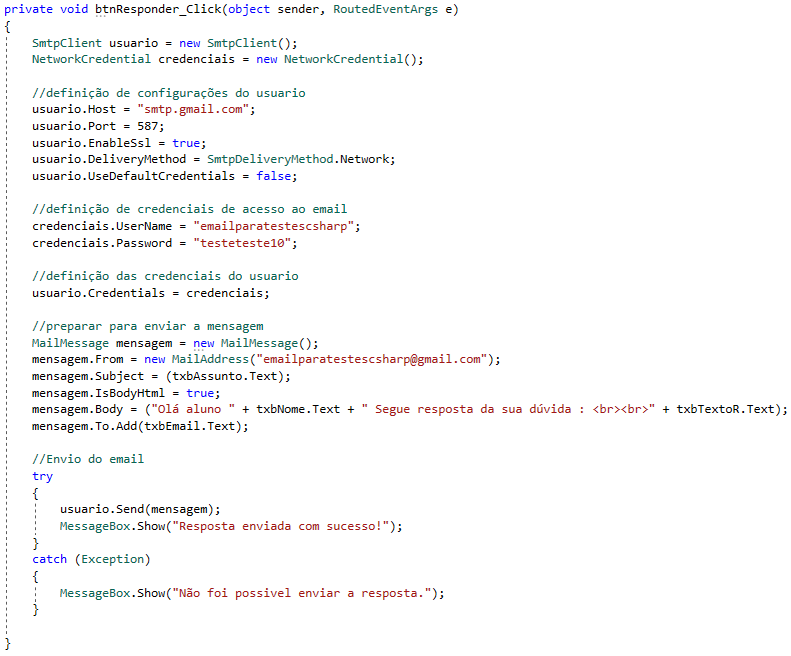 private void btnResponder_Click(object sender, RoutedEventArgs e)
{
SmtpClient usuario = new SmtpClient();
NetworkCredential credenciais = new NetworkCredential();
//definição de configurações do usuario
usuario.Host = "smtp.gmail.com";
usuario.Port = 587;
usuario.EnableSsl = true;
usuario.DeliveryMethod = SmtpDeliveryMethod.Network;
usuario.UseDefaultCredentials = false;
//definição de credenciais de acesso ao email
credenciais.UserName = "emailparatestescsharp";
credenciais.Password = "testeteste10";
//definição das credenciais do usuario
usuario.Credentials = credenciais;
//preparar para enviar a mensagem
MailMessage mensagem = new MailMessage();
mensagem.From = new MailAddress("emailparatestescsharp@gmail.com");
mensagem.Subject = (txbAssunto.Text);
mensagem.IsBodyHtml = true;
mensagem.Body = ("Olá aluno " + txbNome.Text + " Segue resposta da sua dúvida : <br><br>" + txbTextoR.Text);
mensagem.To.Add(txbEmail.Text);
//Envio do email
try
{
usuario.Send(mensagem);
MessageBox.Show("Resposta enviada com sucesso!");
}
catch (Exception)
{
MessageBox.Show("Não foi possivel enviar a resposta.");
}
}